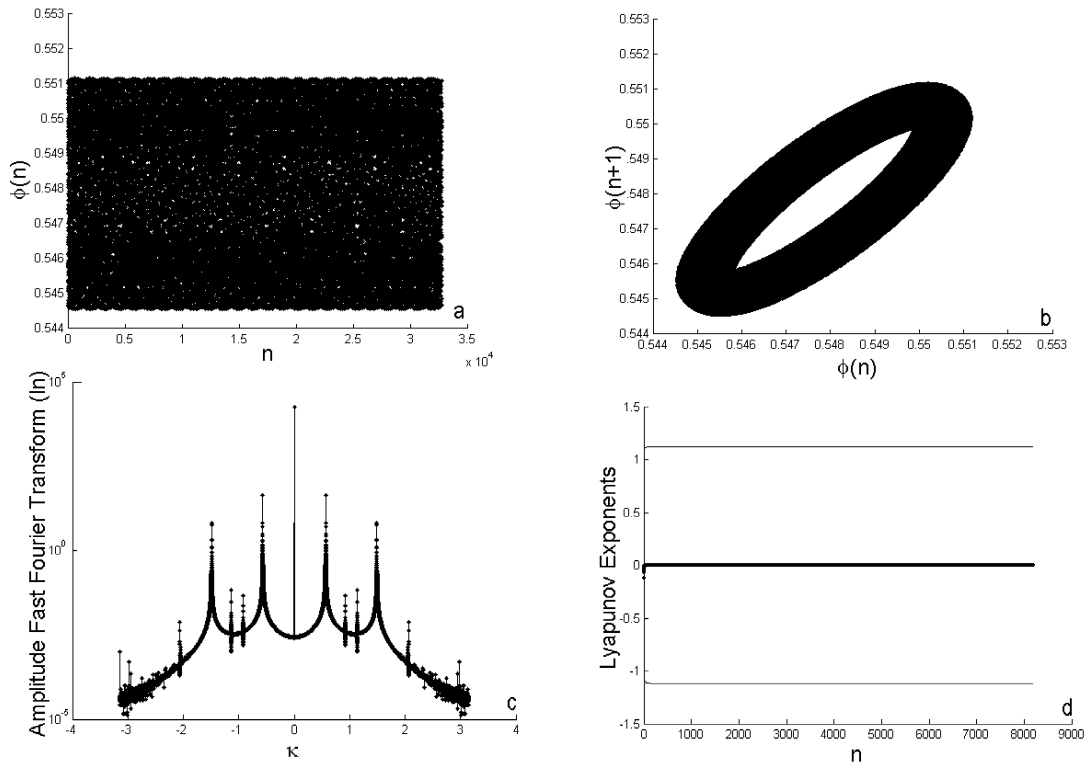 0.553
0.552
0.551
0.55
0.549
0.548
0.547
0.546
0.545
0.544
ϕ(n)
0 0.5 1 1.5 2 2.5 3 3.5
n
x 10^4
a
0.553
0.552
0.551
0.55
0.549
0.548
0.547
0.546
0.545
0.544
ϕ(n+1)
0.544 0.545 0.546 0.547 0.548 0.549 0.55 0.551 0.552 0.553
ϕ(n)
b
10^5
10^0
10^-5
Amplitude Fast Fourier Transform (ln)
-4 -3 -2 -1 0 1 2 3 4
κ
c
1.5
1
0.5
0
-0.5
-1
-1.5
Lyapunov Exponents
0 1000 2000 3000 4000 5000 6000 7000 8000 9000
n
d